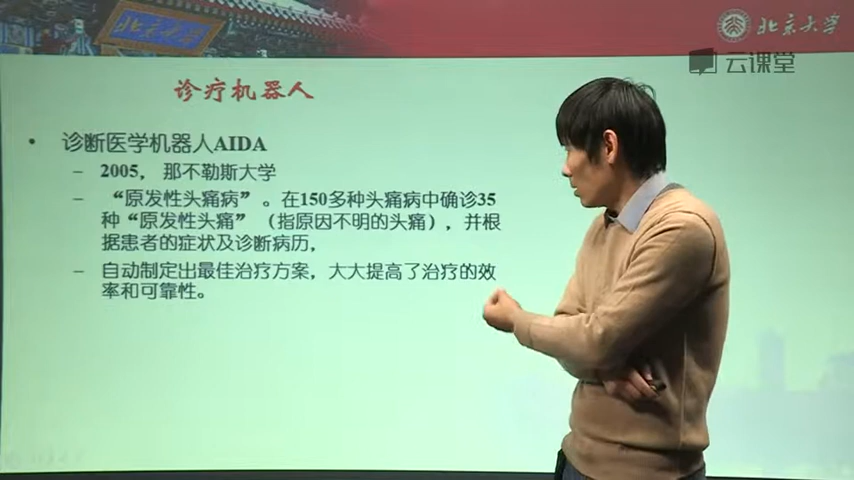 北京大学
北京大学
云课堂
诊疗机器人
• 诊断医学机器人AIDA
– 2005， 那不勒斯大学
– “原发性头痛病”。在150多种头痛病中确诊35
种“原发性头痛”（指原因不明的头痛），并根
据患者的症状及诊断病历，
– 自动制定出最佳治疗方案，大大提高了治疗的效
率和可靠性。